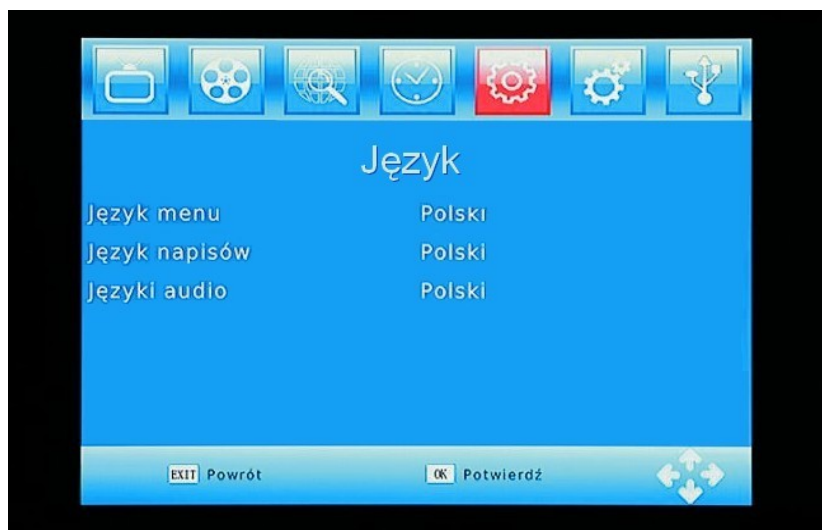 Język
Język menu Polski
Język napisów Polski
Języki audio Polski
EXIT Powrót OK Potwierdź